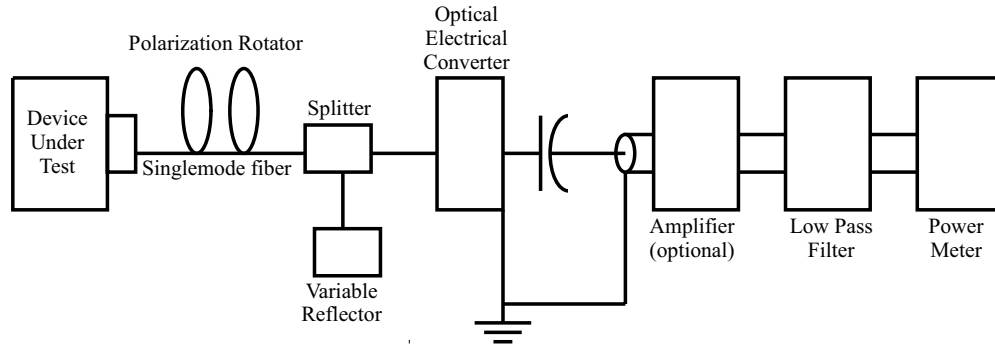 Optical
Electrical
Converter
Polarization Rotator
Device
Under
Test
Splitter
Singlemode fiber
Variable
Reflector
Amplifier
(optional)
Low Pass
Filter
Power
Meter